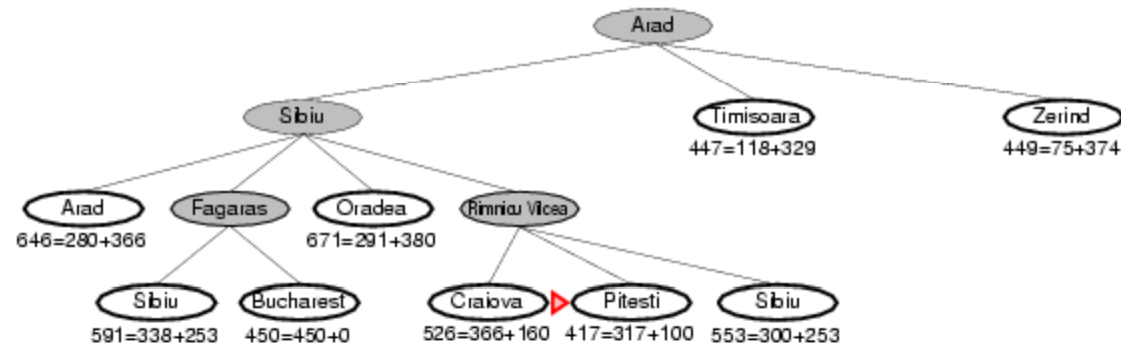 Arad
Sibiu
Timisoara
Zerind
447=118+329
449=75+374
Arad
Fagaras
Oradea
Rimnicu Vilcea
646=280+366
671=291+380
Sibiu
Bucharest
Craiova
Pitesti
Sibiu
591=338+253
450=450+0
526=366+160
417=317+100
553=300+253